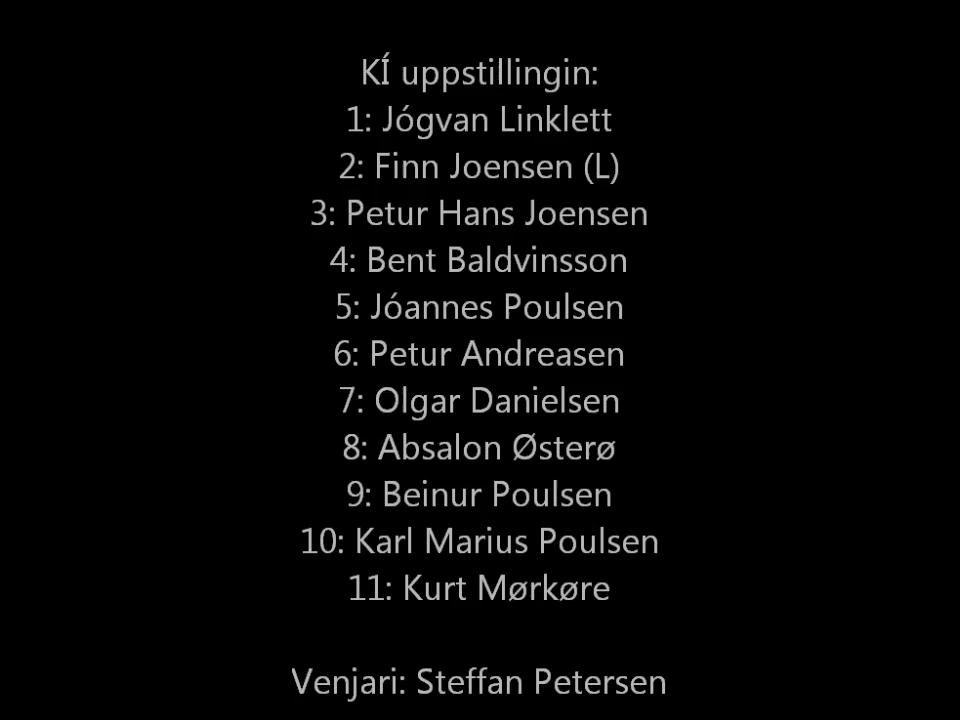 KÍ uppstillingin:
1: Jógvan Linklett
2: Finn Joensen (L)
3: Petur Hans Joensen
4: Bent Baldvinsson
5: Jóannes Poulsen
6: Petur Andreasen
7: Olgar Danielsen
8: Absalon Østerø
9: Beinur Poulsen
10: Karl Marius Poulsen
11: Kurt Mørkøre
Venjari: Steffan Petersen